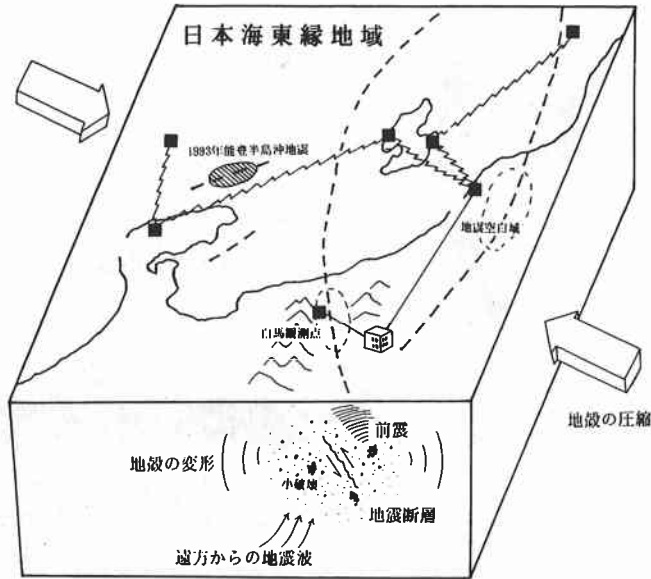 日本海東縁地域
1993年能登半島沖地震
地震空白域
白馬観測点
地殻の圧縮
前震
地殻の変形
小破壊
地震断層
遠方からの地震波